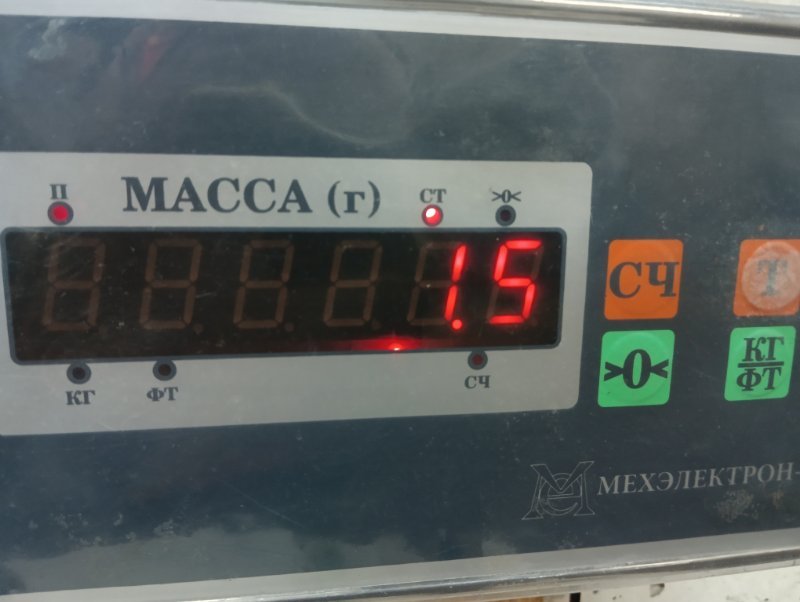 П
МАССА (г)
СТ
>0<
1.5
КГ
ФТ
СЧ
СЧ
Т
>0<
КГ
ФТ
МЕХЭЛЕКТРОН-